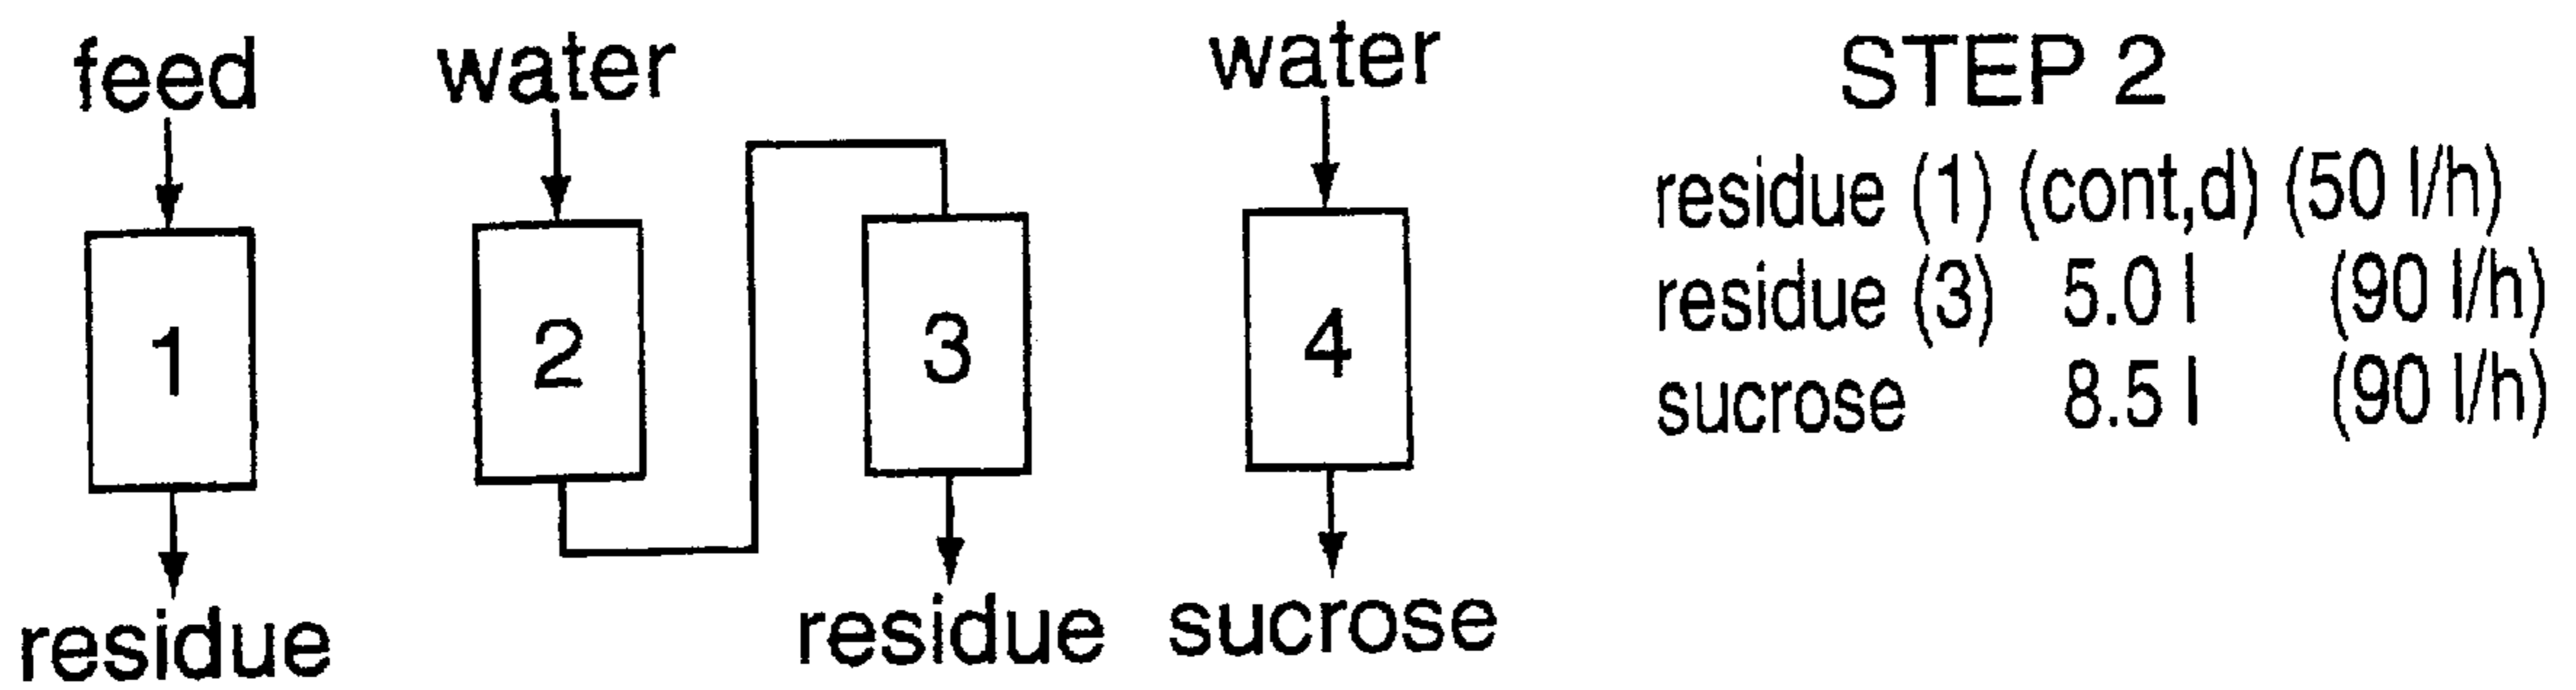 feed
water
water
STEP 2
residue (1) (cont,d) (50 l/h)
residue (3) 5.0 l (90 l/h)
sucrose 8.5 l (90 l/h)
1
2
3
4
residue
residue
sucrose